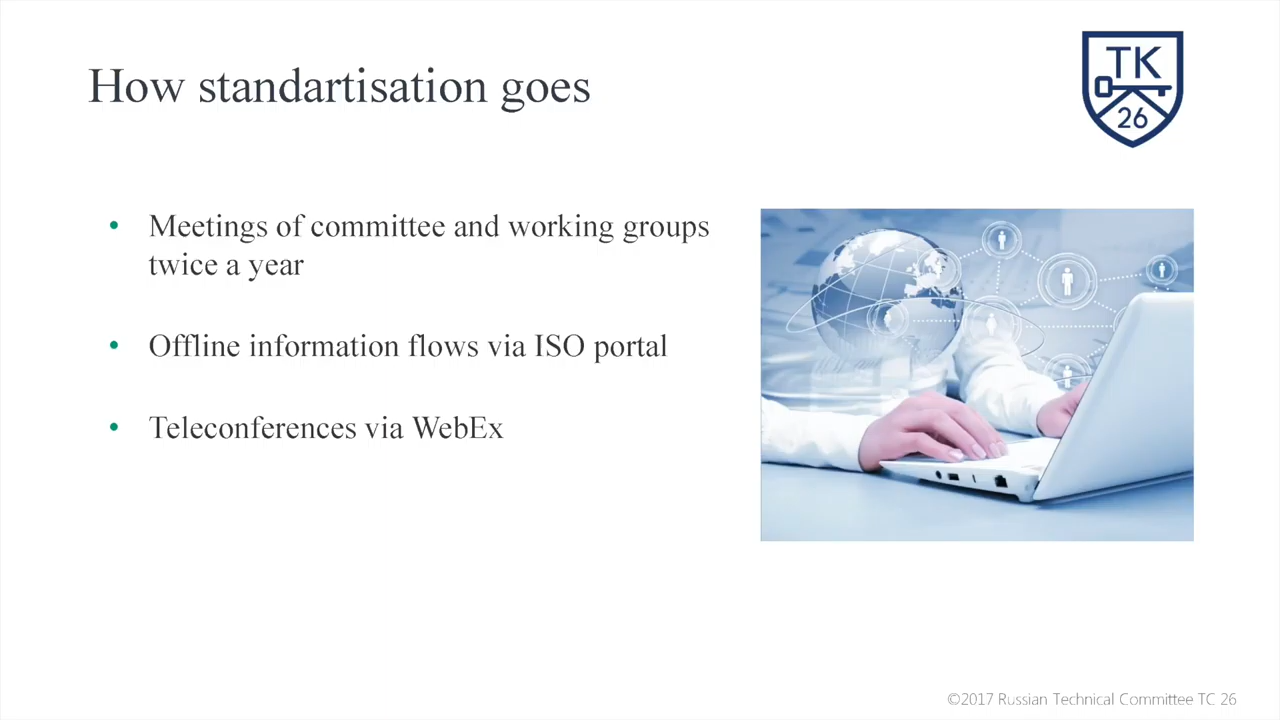 How standartisation goes
TK
26
• Meetings of committee and working groups
twice a year
• Offline information flows via ISO portal
• Teleconferences via WebEx
©2017 Russian Technical Committee TC 26